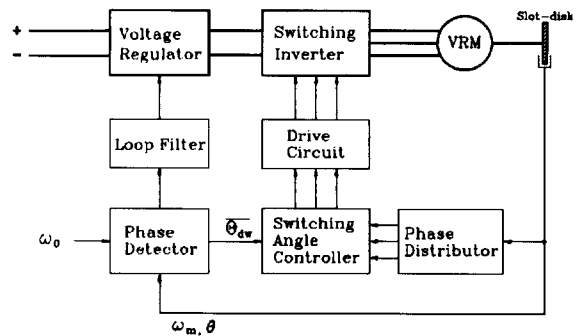 Slot-disk
+
−
Voltage
Regulator
Switching
Inverter
VRM
Loop Filter
Drive
Circuit
ω₀
Phase
Detector
Θ̅dw
Switching
Angle
Controller
Phase
Distributor
ωm, θ